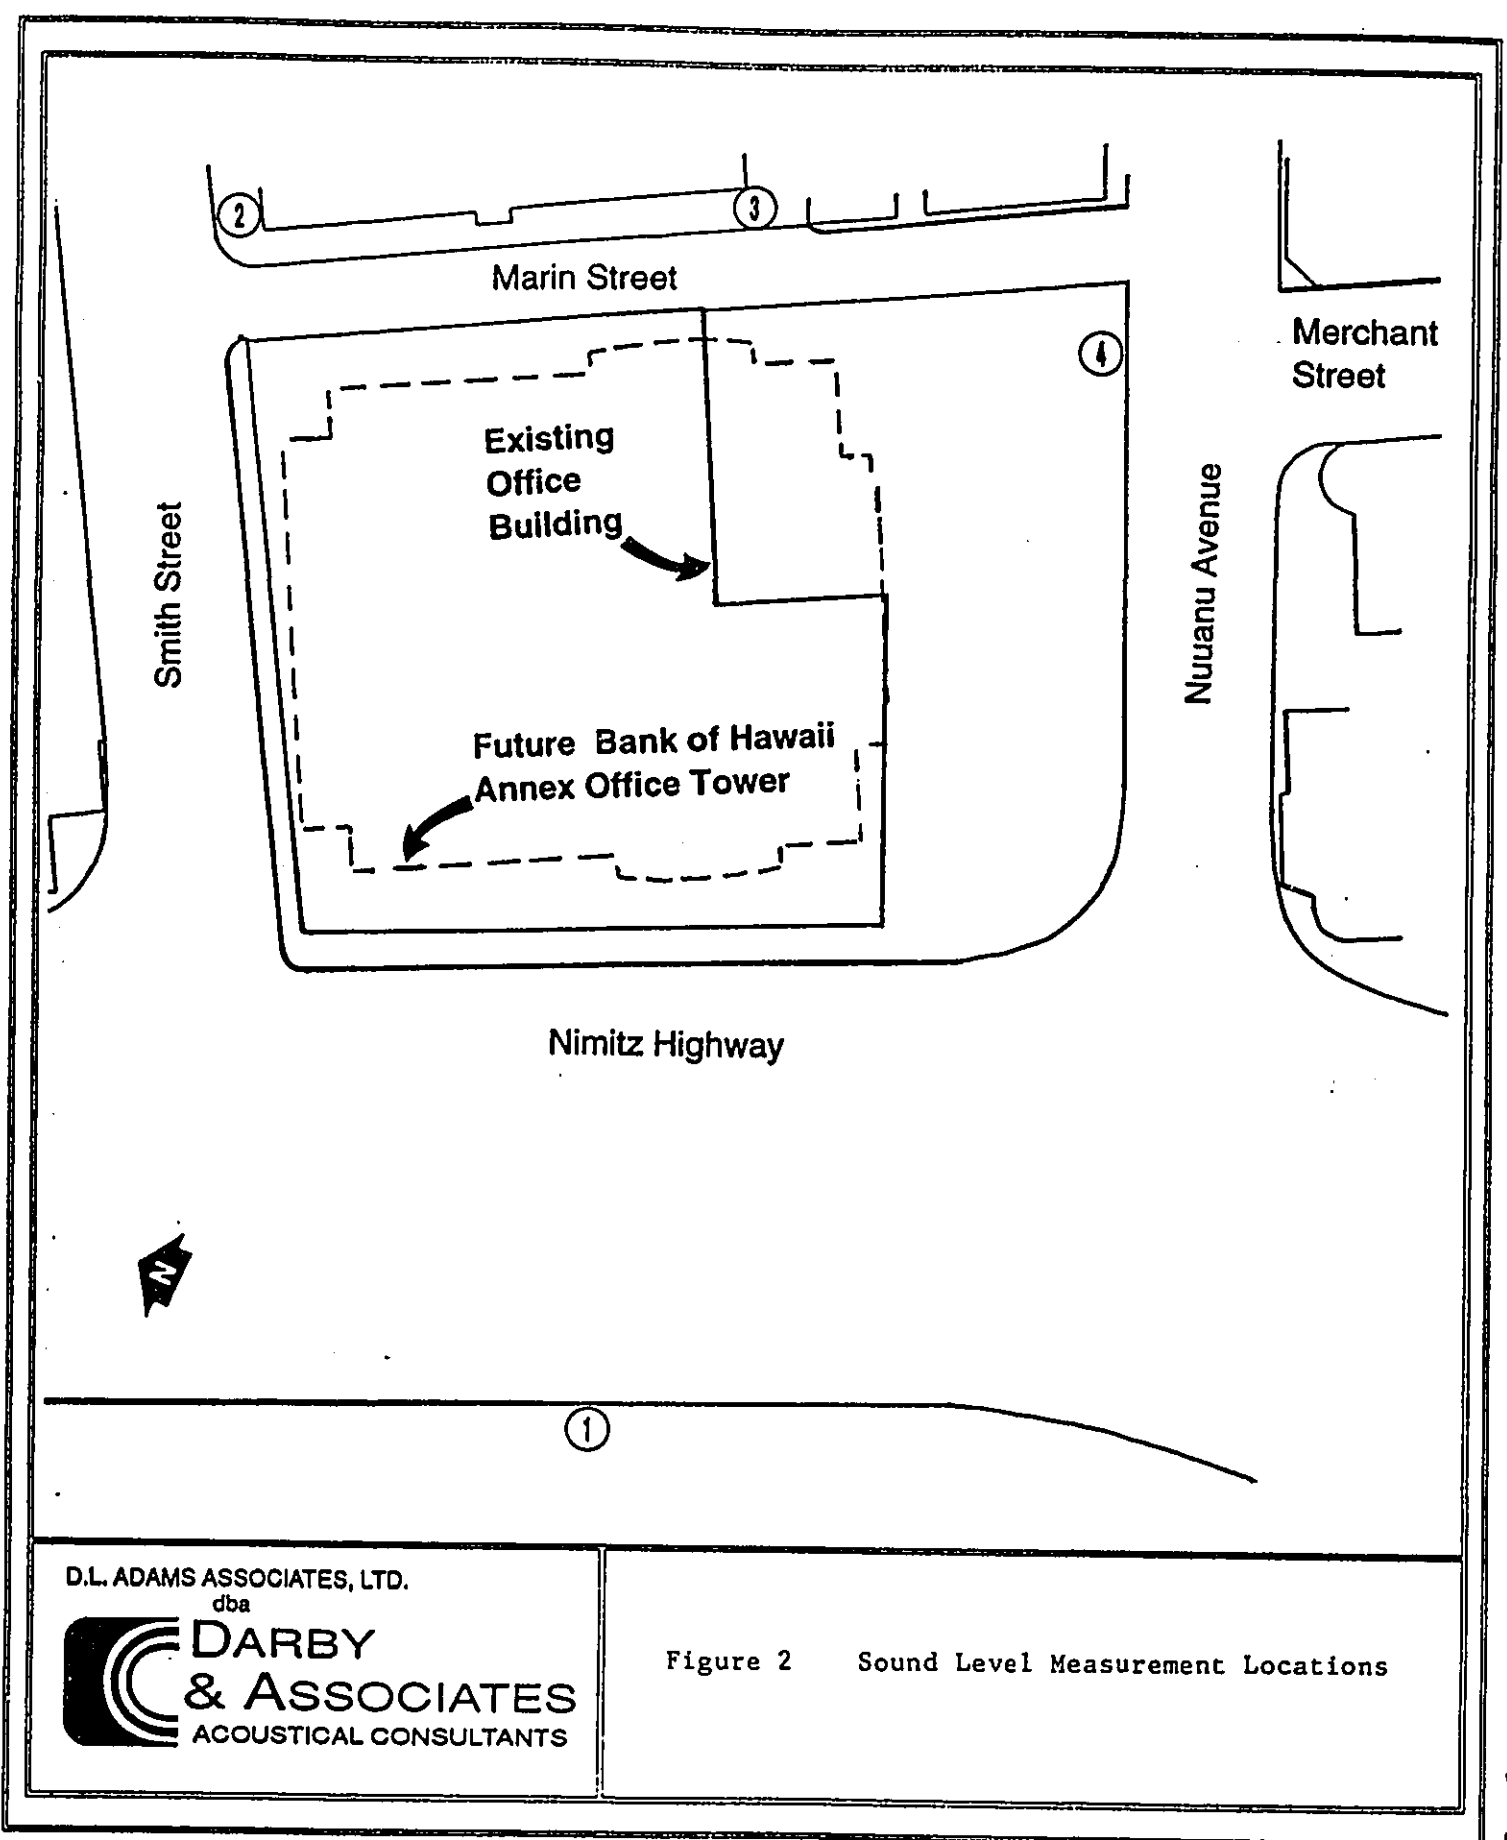 2
3
Marin Street
4
Merchant
Street
Existing
Office
Building
Smith Street
Nuuanu Avenue
Future Bank of Hawaii
Annex Office Tower
Nimitz Highway
N
1
D.L. ADAMS ASSOCIATES, LTD.
dba
DARBY
& ASSOCIATES
ACOUSTICAL CONSULTANTS
Figure 2 Sound Level Measurement Locations